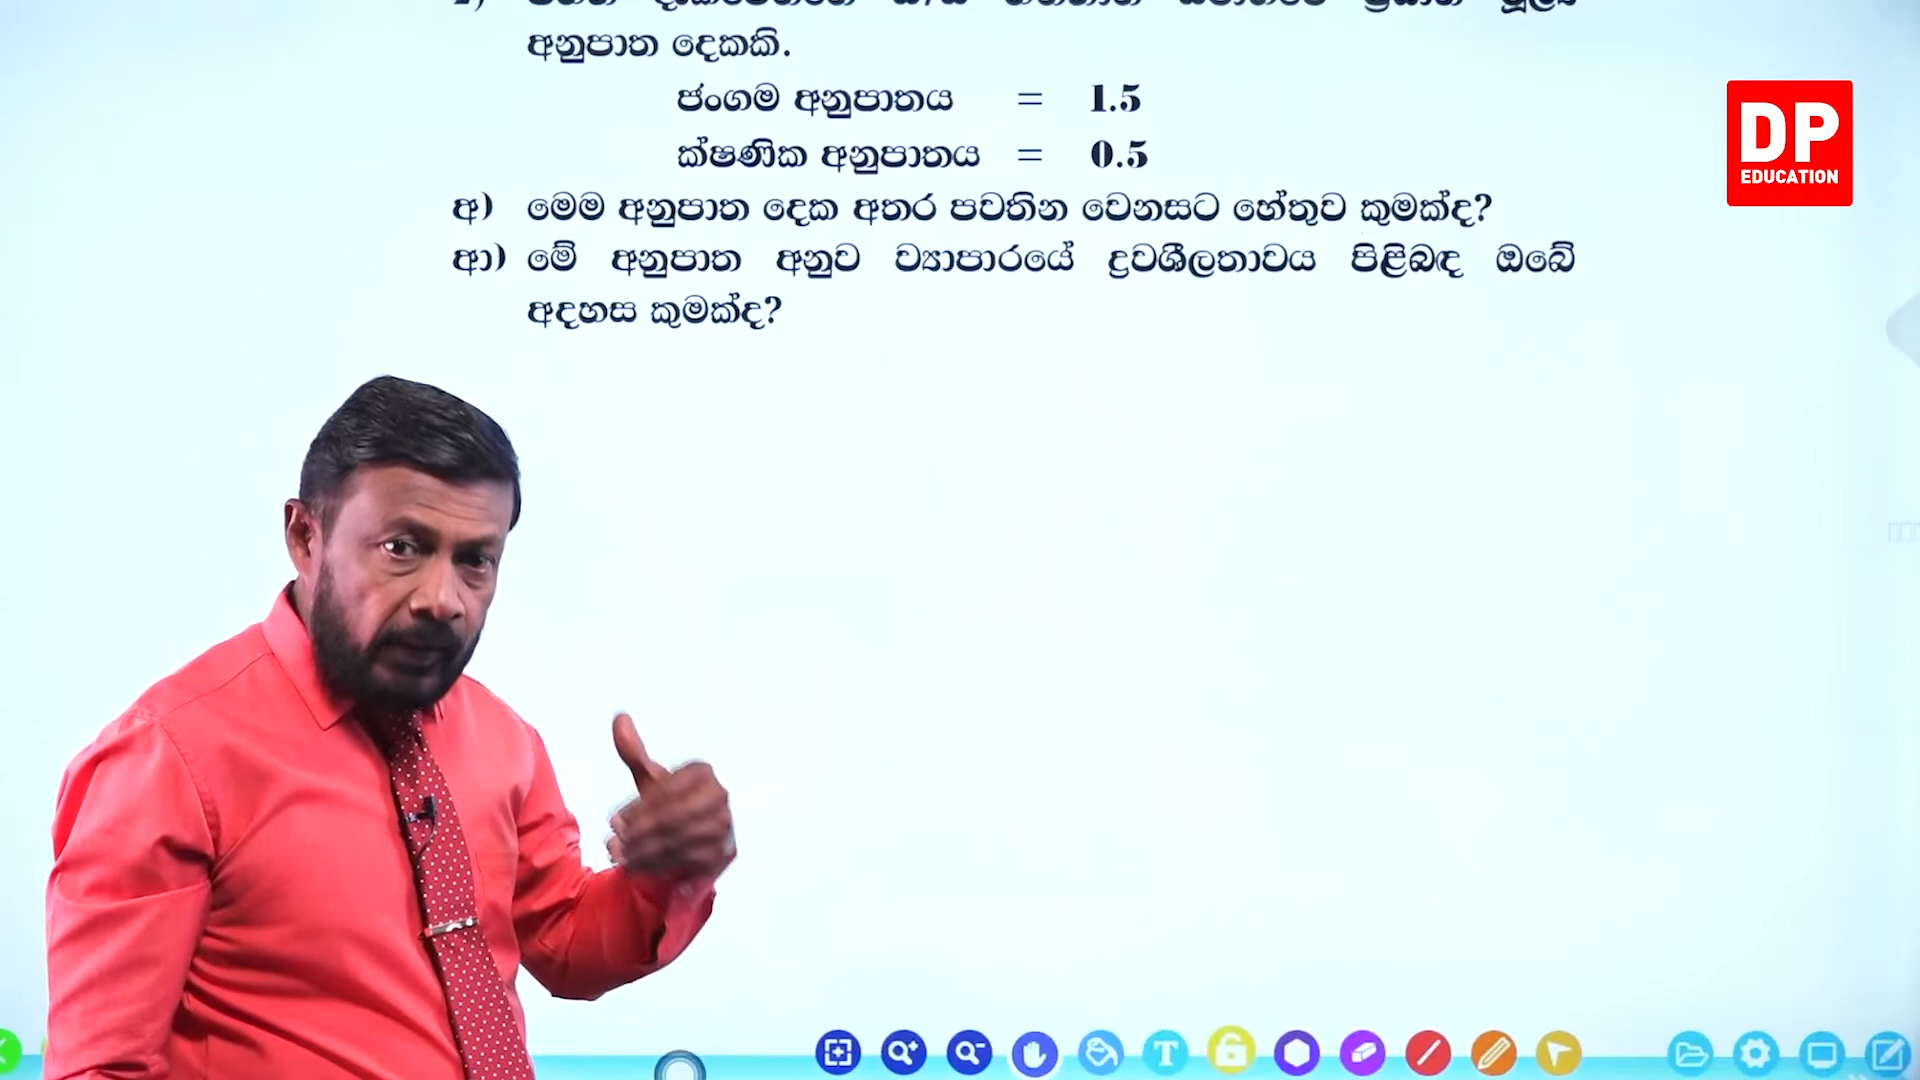 අනුපාත දෙකකි.
ජංගම අනුපාතය = 1.5
ක්ෂණික අනුපාතය = 0.5
අ) මෙම අනුපාත දෙක අතර පවතින වෙනසට හේතුව කුමක්ද?
ආ) මේ අනුපාත අනුව ව්‍යාපාරයේ ද්‍රවශීලතාවය පිළිබඳ ඔබේ
අදහස කුමක්ද?
DP
EDUCATION